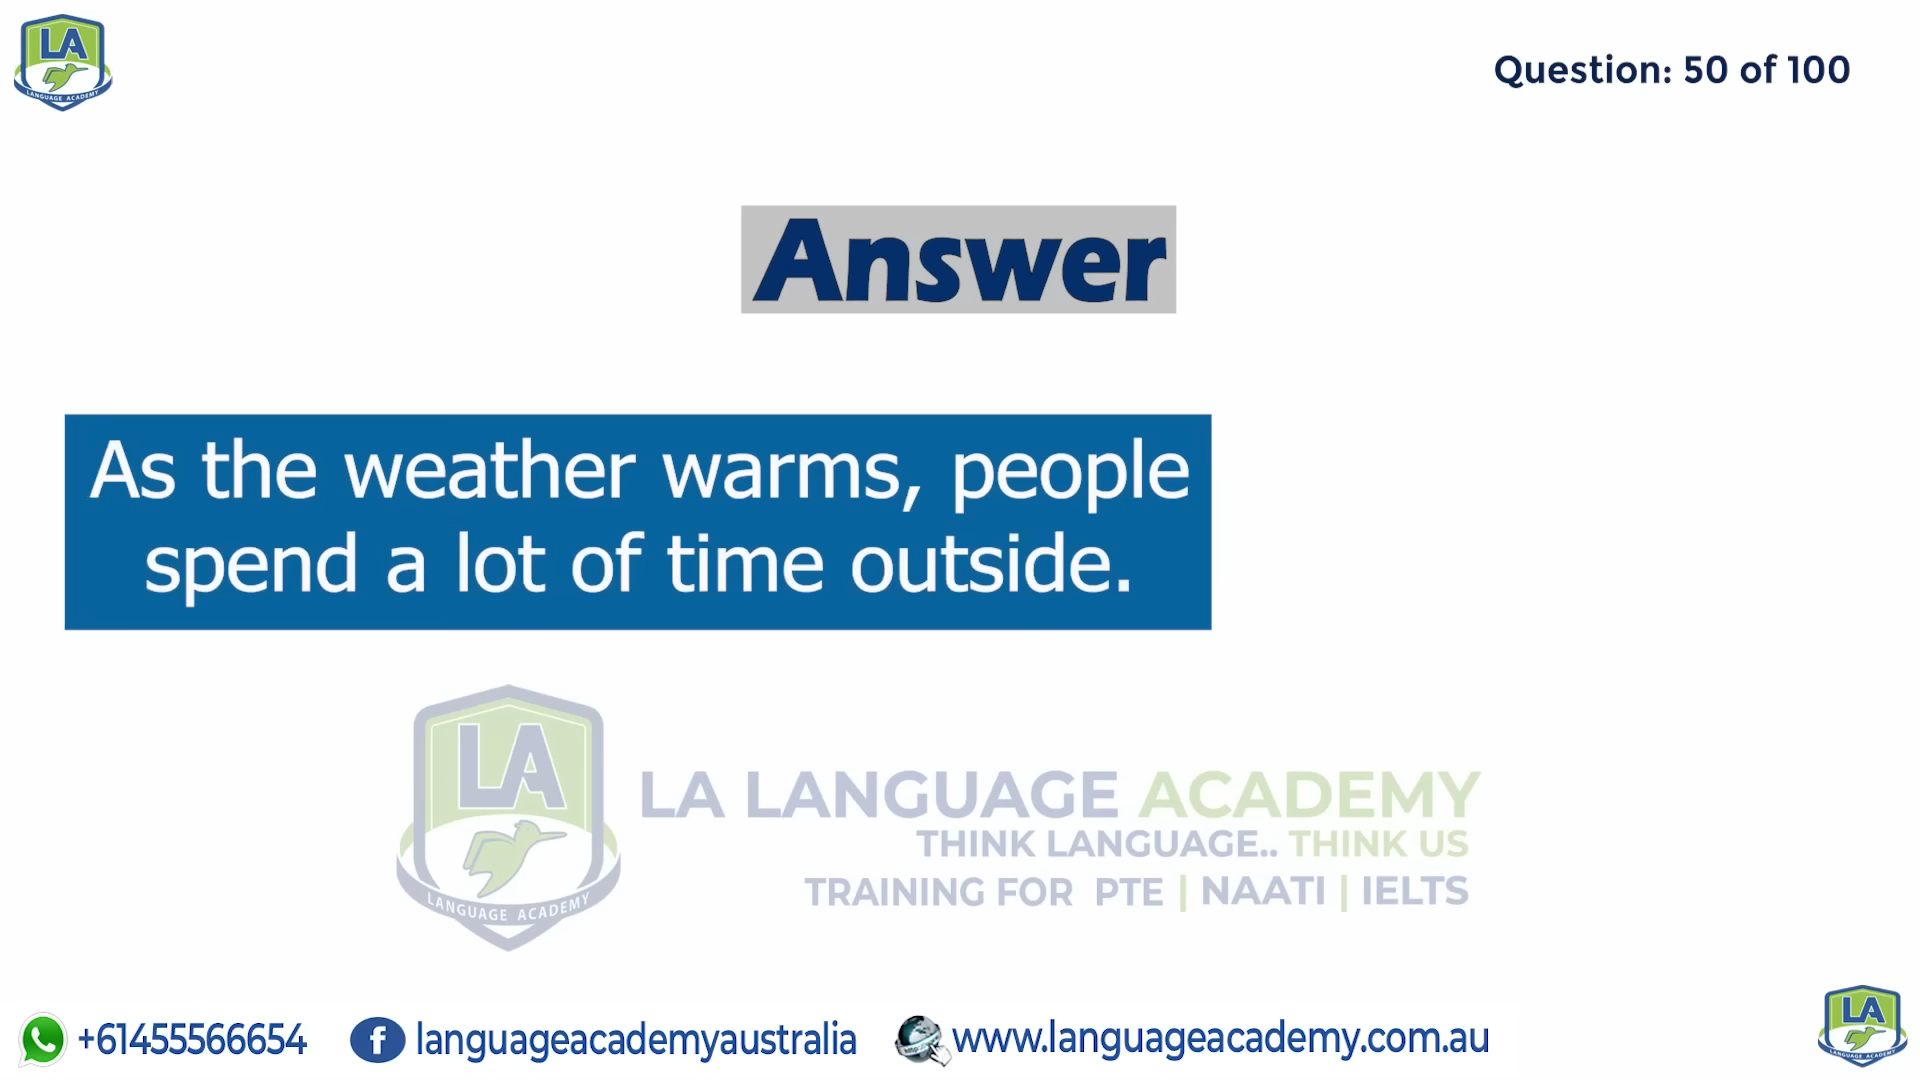 LA
LANGUAGE ACADEMY
Question: 50 of 100
Answer
As the weather warms, people
spend a lot of time outside.
LA
LANGUAGE ACADEMY
LA LANGUAGE ACADEMY
THINK LANGUAGE.. THINK US
TRAINING FOR PTE | NAATI | IELTS
+61455566654
languageacademyaustralia
www.languageacademy.com.au
LA
LANGUAGE ACADEMY